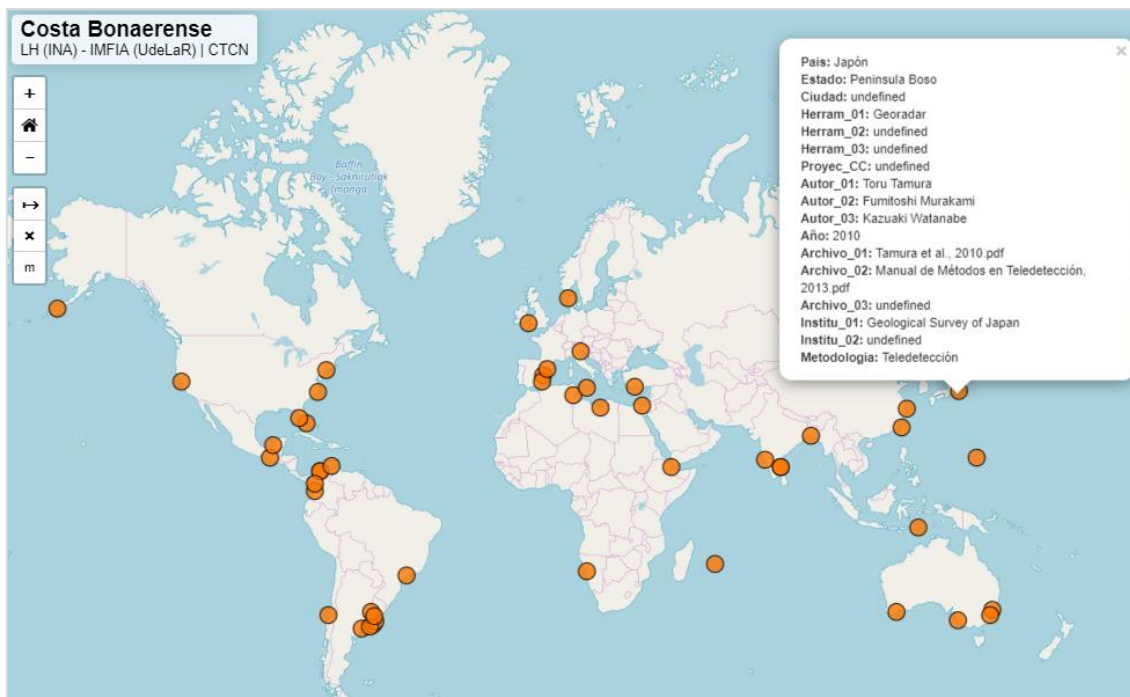 Costa Bonaerense
LH (INA) - IMFIA (UdeLaR) | CTCN
+
−
↦
×
m
Baffin
Bay - Saknirutiak
Imanga
×
Pais: Japón
Estado: Peninsula Boso
Ciudad: undefined
Herram_01: Georadar
Herram_02: undefined
Herram_03: undefined
Proyec_CC: undefined
Autor_01: Toru Tamura
Autor_02: Fumitoshi Murakami
Autor_03: Kazuaki Watanabe
Año: 2010
Archivo_01: Tamura et al., 2010.pdf
Archivo_02: Manual de Métodos en Teledetección,
2013.pdf
Archivo_03: undefined
Institu_01: Geological Survey of Japan
Institu_02: undefined
Metodologia: Teledetección